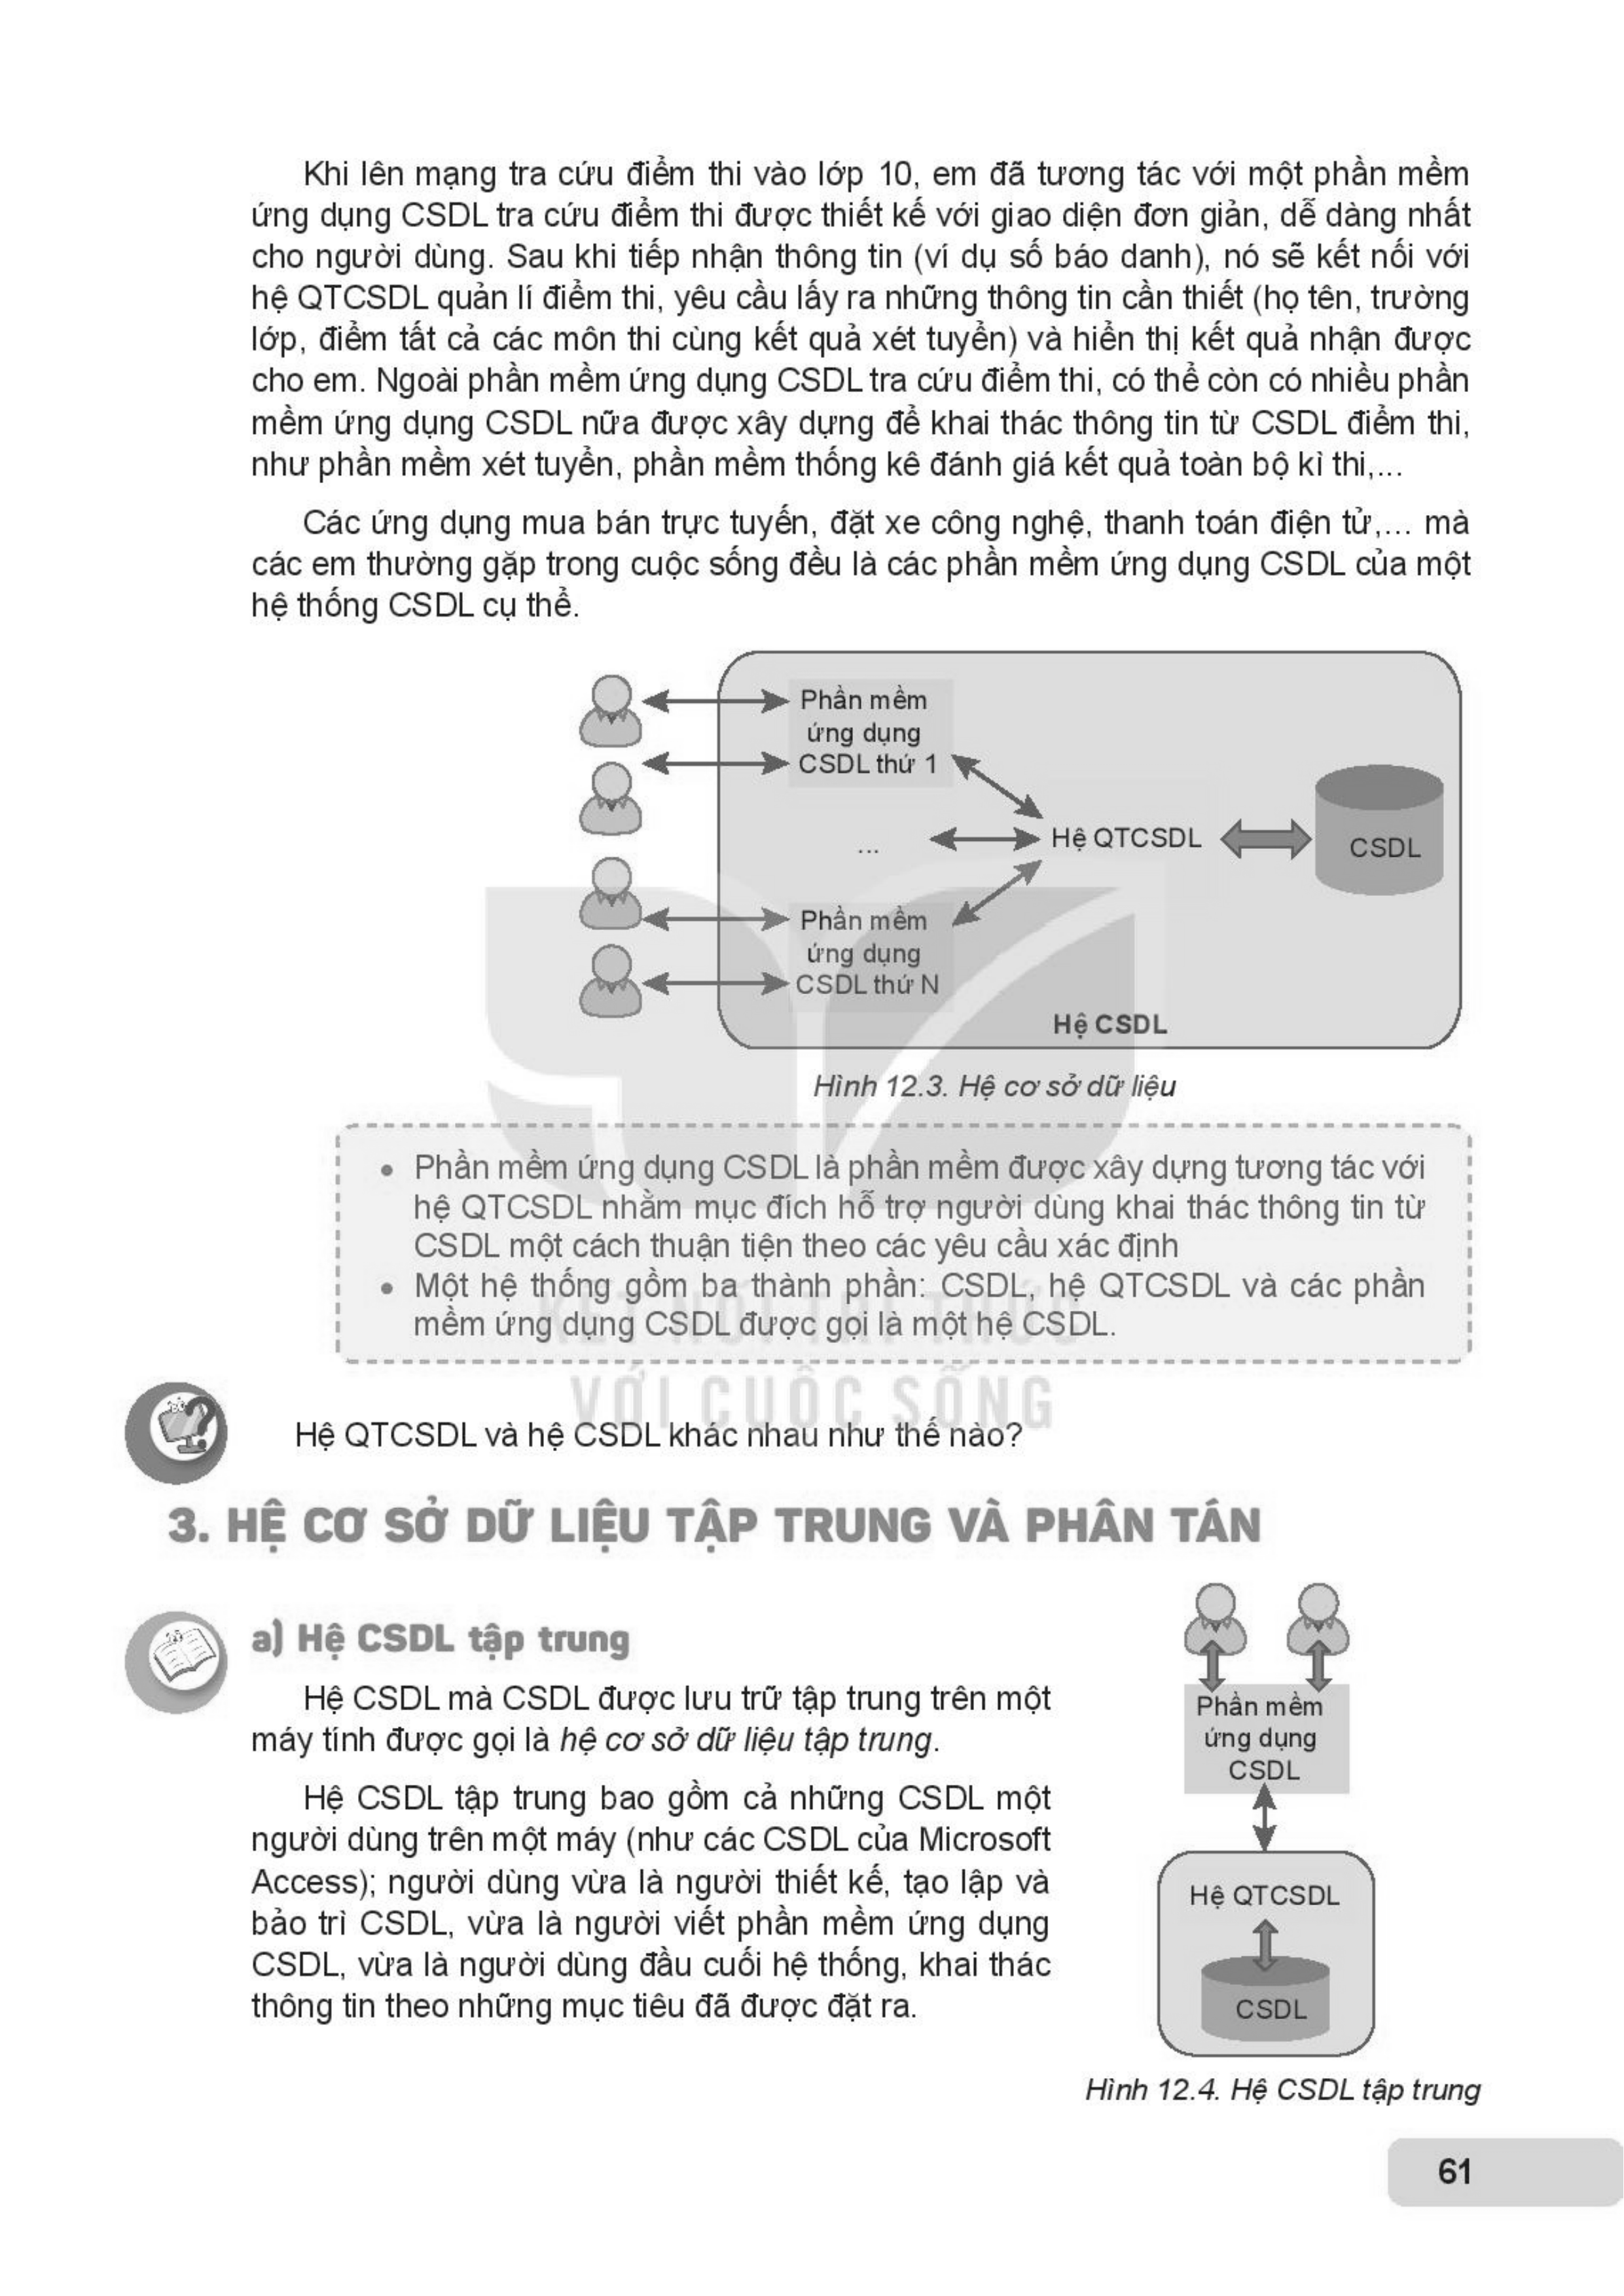 Khi lên mạng tra cứu điểm thi vào lớp 10, em đã tương tác với một phần mềm
ứng dụng CSDL tra cứu điểm thi được thiết kế với giao diện đơn giản, dễ dàng nhất
cho người dùng. Sau khi tiếp nhận thông tin (ví dụ số báo danh), nó sẽ kết nối với
hệ QTCSDL quản lí điểm thi, yêu cầu lấy ra những thông tin cần thiết (họ tên, trường
lớp, điểm tất cả các môn thi cùng kết quả xét tuyển) và hiển thị kết quả nhận được
cho em. Ngoài phần mềm ứng dụng CSDL tra cứu điểm thi, có thể còn có nhiều phần
mềm ứng dụng CSDL nữa được xây dựng để khai thác thông tin từ CSDL điểm thi,
như phần mềm xét tuyển, phần mềm thống kê đánh giá kết quả toàn bộ kì thi,...
Các ứng dụng mua bán trực tuyến, đặt xe công nghệ, thanh toán điện tử,... mà
các em thường gặp trong cuộc sống đều là các phần mềm ứng dụng CSDL của một
hệ thống CSDL cụ thể.
Phần mềm
ứng dụng
CSDL thứ 1
...
Hệ QTCSDL
CSDL
Phần mềm
ứng dụng
CSDL thứ N
Hệ CSDL
Hình 12.3. Hệ cơ sở dữ liệu
• Phần mềm ứng dụng CSDL là phần mềm được xây dựng tương tác với
hệ QTCSDL nhằm mục đích hỗ trợ người dùng khai thác thông tin từ
CSDL một cách thuận tiện theo các yêu cầu xác định
• Một hệ thống gồm ba thành phần: CSDL, hệ QTCSDL và các phần
mềm ứng dụng CSDL được gọi là một hệ CSDL.
KẾT NỐI TRI THỨC
VỚI CUỘC SỐNG
Hệ QTCSDL và hệ CSDL khác nhau như thế nào?
3. HỆ CƠ SỞ DỮ LIỆU TẬP TRUNG VÀ PHÂN TÁN
a) Hệ CSDL tập trung
Hệ CSDL mà CSDL được lưu trữ tập trung trên một
máy tính được gọi là hệ cơ sở dữ liệu tập trung.
Hệ CSDL tập trung bao gồm cả những CSDL một
người dùng trên một máy (như các CSDL của Microsoft
Access); người dùng vừa là người thiết kế, tạo lập và
bảo trì CSDL, vừa là người viết phần mềm ứng dụng
CSDL, vừa là người dùng đầu cuối hệ thống, khai thác
thông tin theo những mục tiêu đã được đặt ra.
Phần mềm
ứng dụng
CSDL
Hệ QTCSDL
CSDL
Hình 12.4. Hệ CSDL tập trung
61